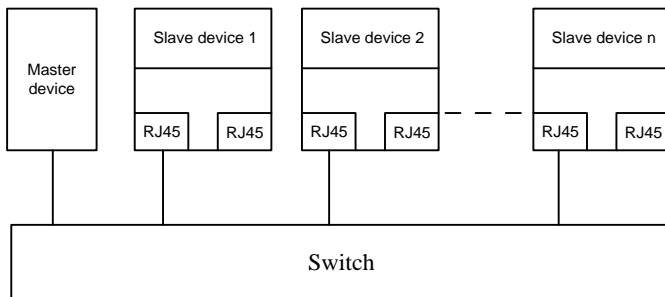 Master
device
Slave device 1
Slave device 2
Slave device n
RJ45
RJ45
RJ45
RJ45
RJ45
RJ45
Switch